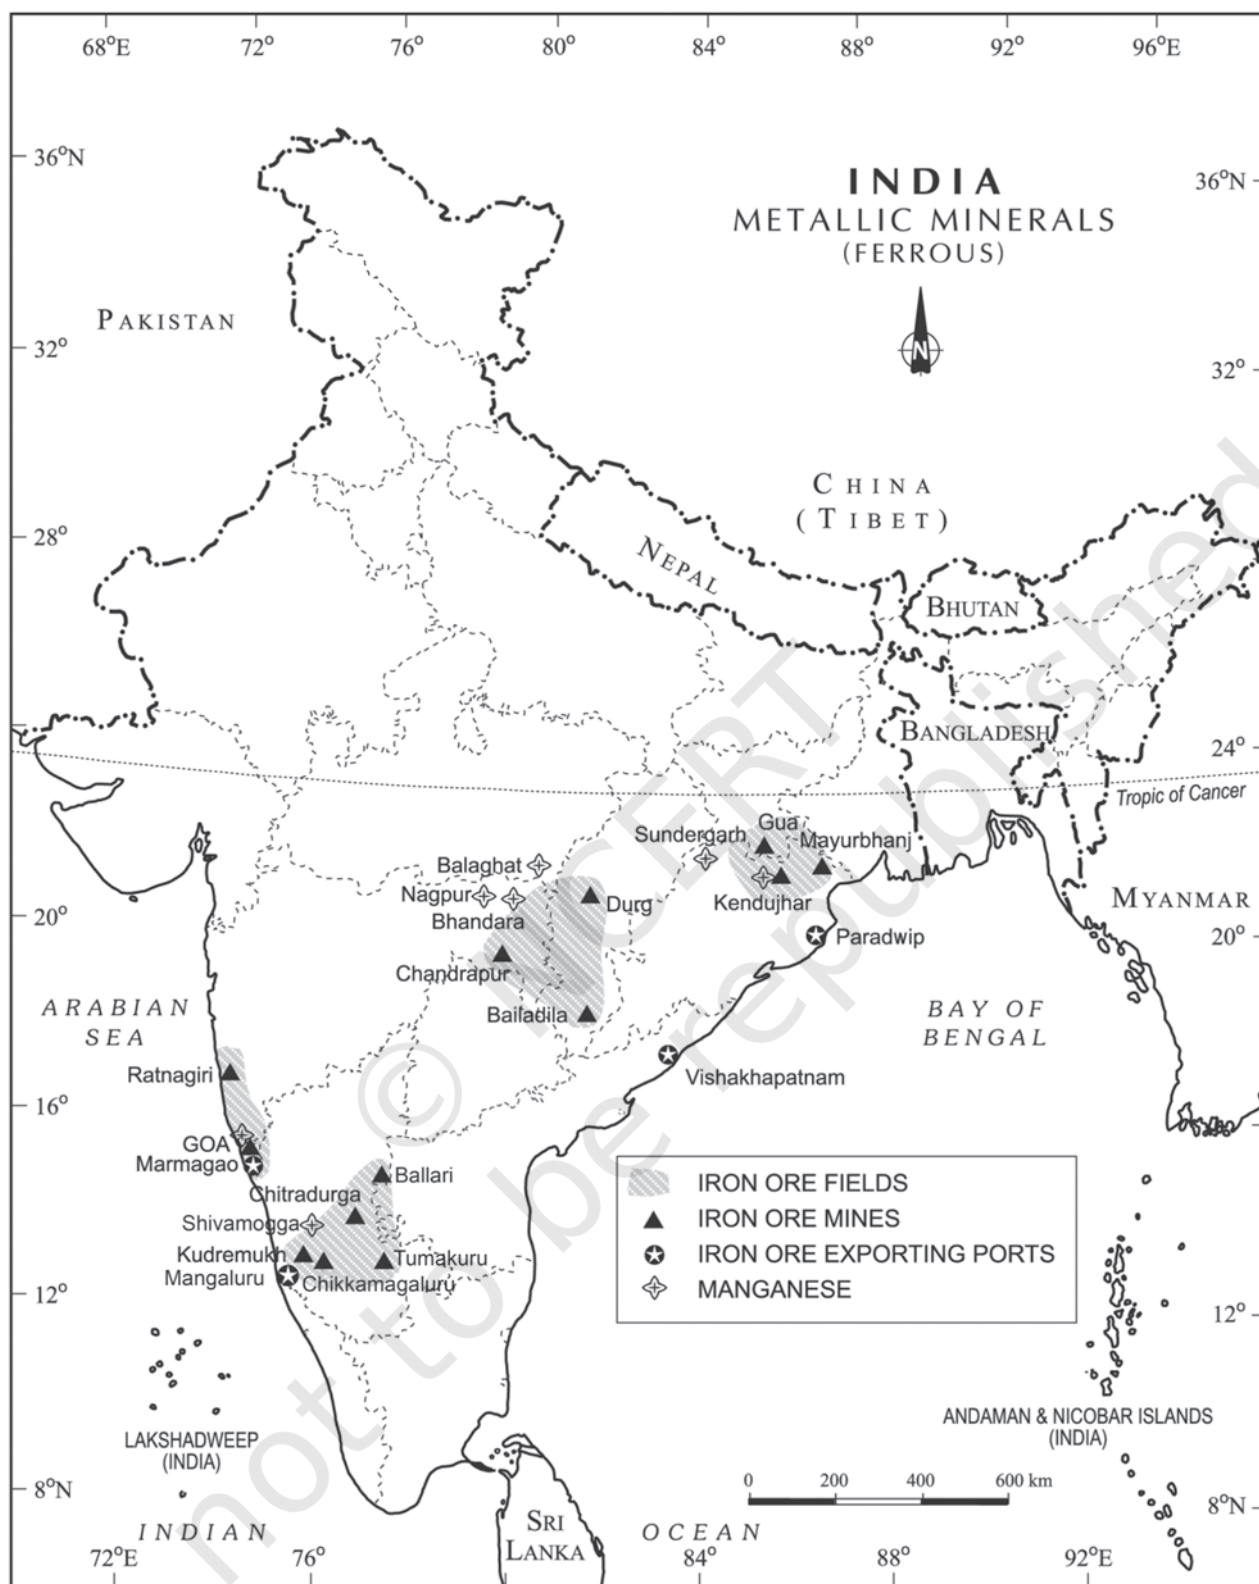 68°E 72° 76° 80° 84° 88° 92° 96°E
36°N
INDIA
METALLIC MINERALS
(FERROUS)
36°N
PAKISTAN
N
32°
32°
CHINA
(TIBET)
28°
NEPAL
BHUTAN
BANGLADESH
24°
Tropic of Cancer
Sundergarh
Gua
Mayurbhanj
Balaghat
Nagpur
Bhandara
Durg
Kendujhar
MYANMAR
20°
20°
Paradwip
Chandrapur
Bailadila
ARABIAN
SEA
BAY OF
BENGAL
Ratnagiri
Vishakhapatnam
16°
GOA
Marmagao
Ballari
Chitradurga
Shivamogga
Kudremukh
Tumakuru
Mangaluru
Chikkamagaluru
IRON ORE FIELDS
IRON ORE MINES
IRON ORE EXPORTING PORTS
MANGANESE
12°
12°
LAKSHADWEEP
(INDIA)
ANDAMAN & NICOBAR ISLANDS
(INDIA)
0 200 400 600 km
8°N
8°N
INDIAN
OCEAN
SRI
LANKA
72°E 76° 84° 88° 92°E
© NCERT
not to be republished